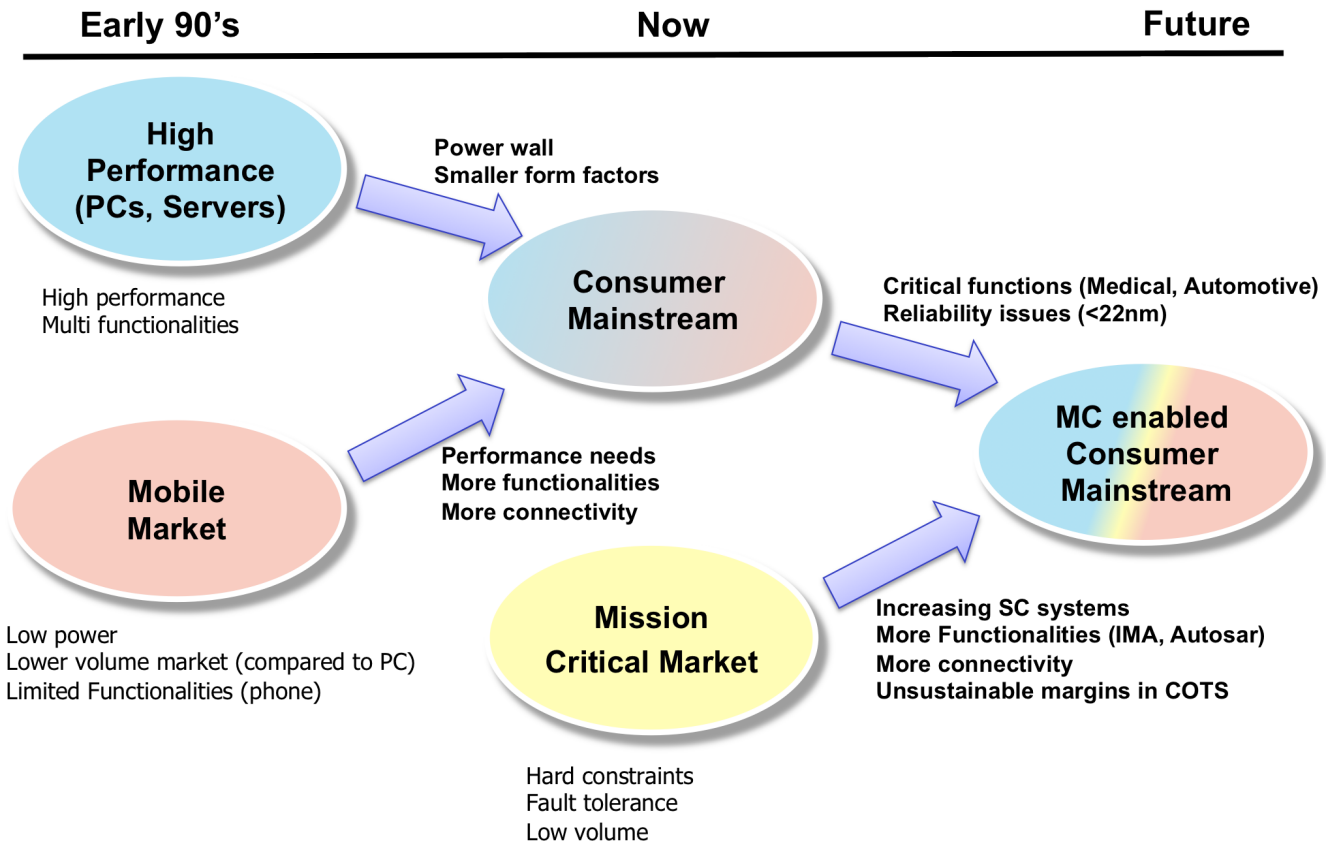 Early 90’s
Now
Future
High
Performance
(PCs, Servers)
High performance
Multi functionalities
Power wall
Smaller form factors
Consumer
Mainstream
Mobile
Market
Low power
Lower volume market (compared to PC)
Limited Functionalities (phone)
Performance needs
More functionalities
More connectivity
Critical functions (Medical, Automotive)
Reliability issues (<22nm)
MC enabled
Consumer
Mainstream
Mission
Critical Market
Hard constraints
Fault tolerance
Low volume
Increasing SC systems
More Functionalities (IMA, Autosar)
More connectivity
Unsustainable margins in COTS